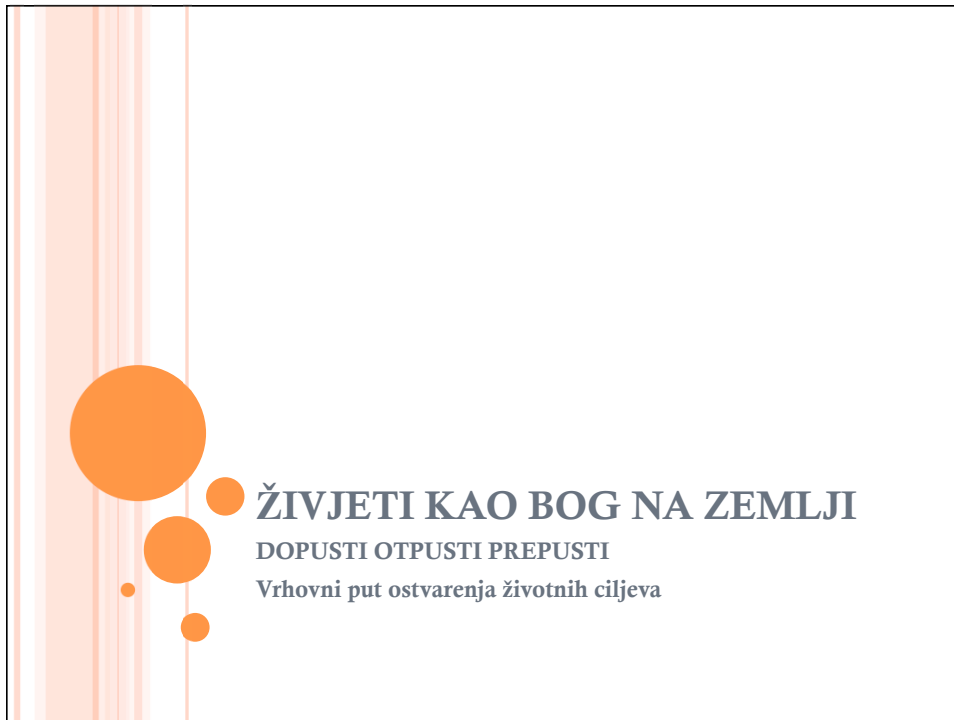 ŽIVJETI KAO BOG NA ZEMLJI
DOPUSTI OTPUSTI PREPUSTI
Vrhovni put ostvarenja životnih ciljeva